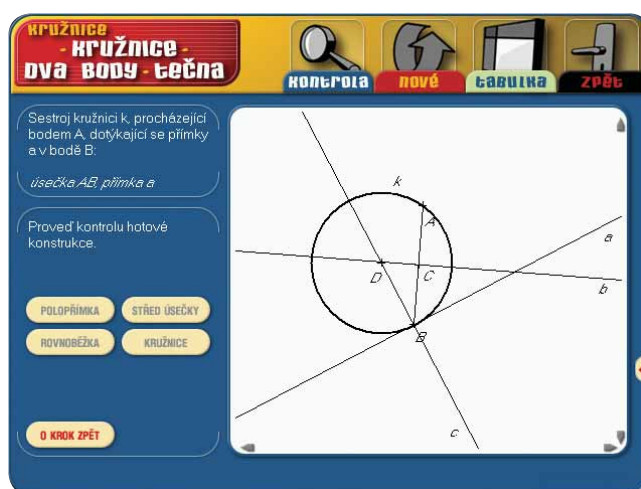 KRUŽNICE
- KRUŽNICE -
DVA BODY - TEČNA
KONTROLA
NOVÉ
TABULKA
ZPĚT
Sestroj kružnici k, procházející
bodem A, dotýkající se přímky
a v bodě B:
úsečka AB, přímka a
Proveď kontrolu hotové
konstrukce.
POLOPŘÍMKA
STŘED ÚSEČKY
ROVNOBĚŽKA
KRUŽNICE
O KROK ZPĚT
k
A
a
D
C
b
B
c